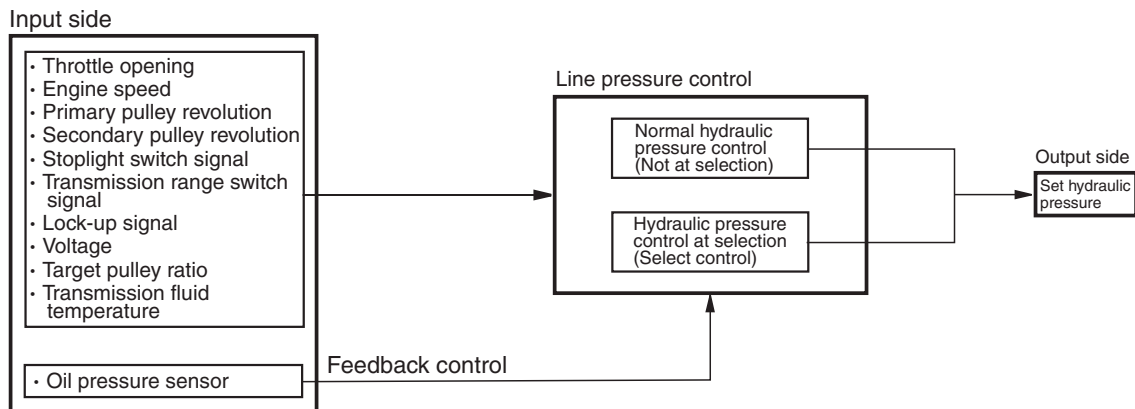 Input side
· Throttle opening
· Engine speed
· Primary pulley revolution
· Secondary pulley revolution
· Stoplight switch signal
· Transmission range switch
signal
· Lock-up signal
· Voltage
· Target pulley ratio
· Transmission fluid
temperature
· Oil pressure sensor
Feedback control
Line pressure control
Normal hydraulic
pressure control
(Not at selection)
Hydraulic pressure
control at selection
(Select control)
Output side
Set hydraulic
pressure